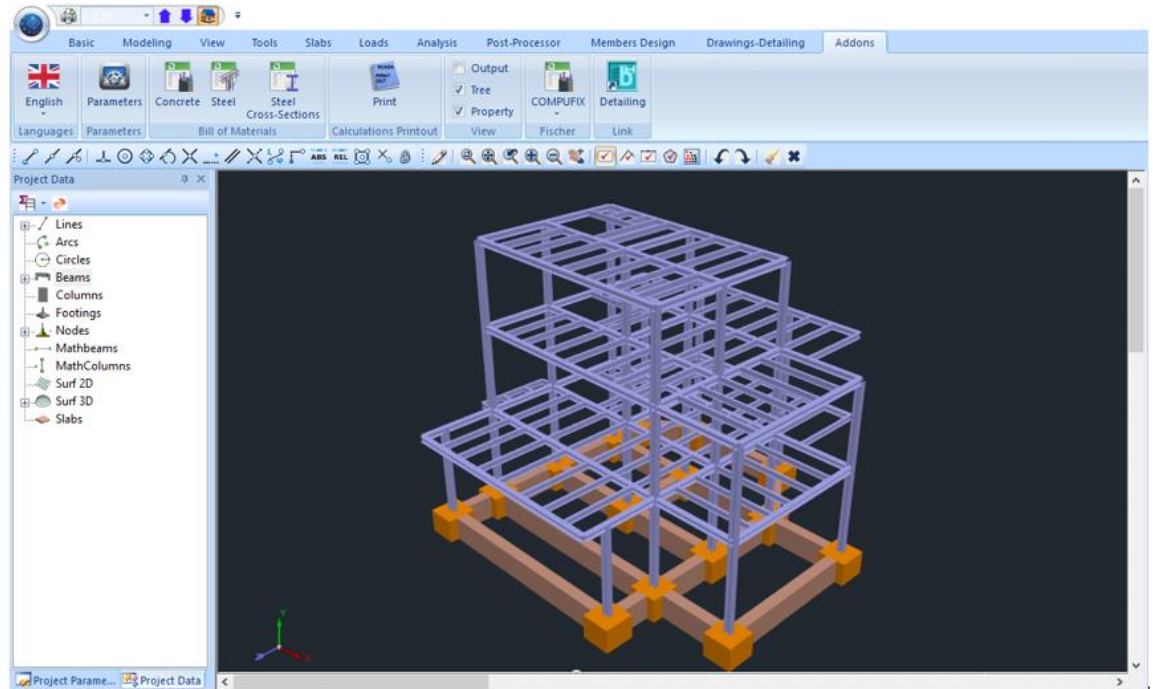 Basic Modeling View Tools Slabs Loads Analysis Post-Processor Members Design Drawings-Detailing Addons
English Parameters Concrete Steel Steel Cross-Sections Print Output Tree Property COMPUFIX Detailing
Languages Parameters Bill of Materials Calculations Printout View Fischer Link
ABS REL
Project Data
Lines
Arcs
Circles
Beams
Columns
Footings
Nodes
Mathbeams
MathColumns
Surf 2D
Surf 3D
Slabs
Project Parame... Project Data